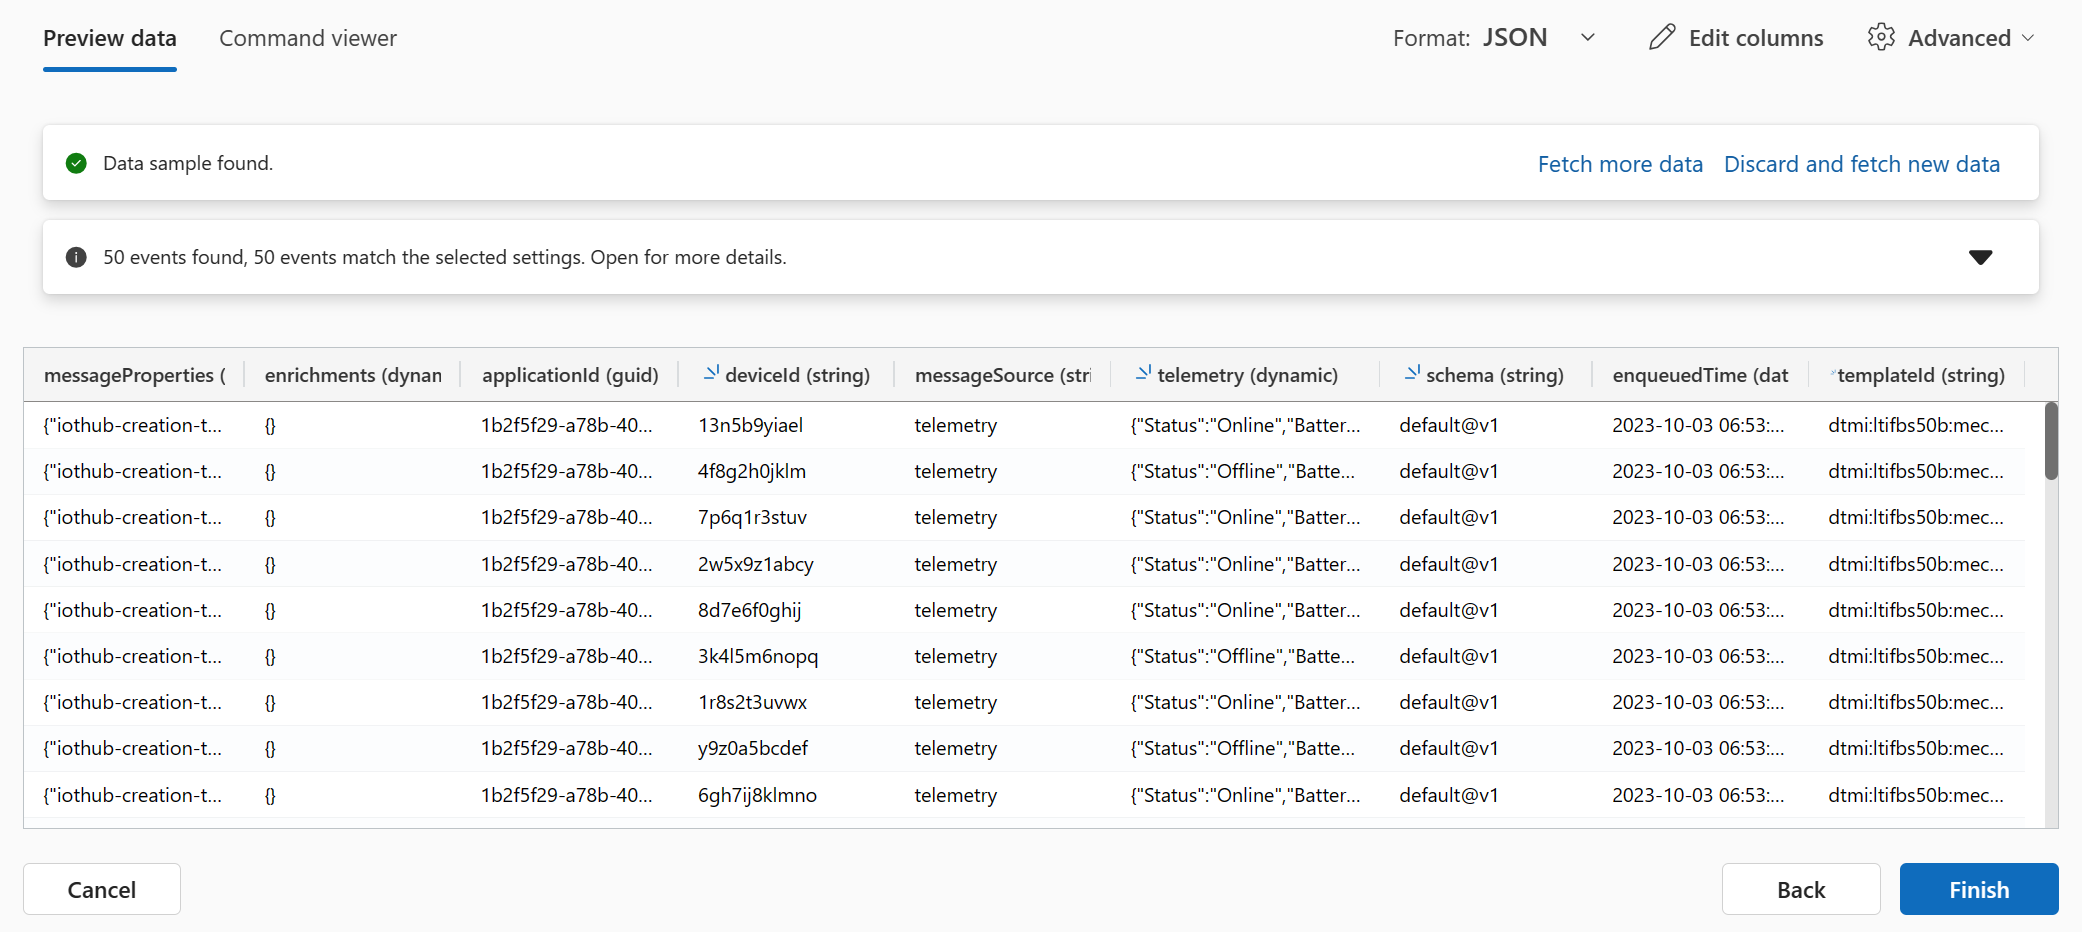 Preview data Command viewer Format: JSON Edit columns Advanced
Data sample found. Fetch more data Discard and fetch new data
50 events found, 50 events match the selected settings. Open for more details.
messageProperties ( enrichments (dynan applicationId (guid) deviceId (string) messageSource (stri telemetry (dynamic) schema (string) enqueuedTime (dat templateId (string)
{"iothub-creation-t... {} 1b2f5f29-a78b-40... 13n5b9yiael telemetry {"Status":"Online","Batter... default@v1 2023-10-03 06:53:... dtmi:ltifbs50b:mec...
{"iothub-creation-t... {} 1b2f5f29-a78b-40... 4f8g2h0jklm telemetry {"Status":"Offline","Batte... default@v1 2023-10-03 06:53:... dtmi:ltifbs50b:mec...
{"iothub-creation-t... {} 1b2f5f29-a78b-40... 7p6q1r3stuv telemetry {"Status":"Online","Batter... default@v1 2023-10-03 06:53:... dtmi:ltifbs50b:mec...
{"iothub-creation-t... {} 1b2f5f29-a78b-40... 2w5x9z1abcy telemetry {"Status":"Online","Batter... default@v1 2023-10-03 06:53:... dtmi:ltifbs50b:mec...
{"iothub-creation-t... {} 1b2f5f29-a78b-40... 8d7e6f0ghij telemetry {"Status":"Online","Batter... default@v1 2023-10-03 06:53:... dtmi:ltifbs50b:mec...
{"iothub-creation-t... {} 1b2f5f29-a78b-40... 3k4l5m6nopq telemetry {"Status":"Offline","Batte... default@v1 2023-10-03 06:53:... dtmi:ltifbs50b:mec...
{"iothub-creation-t... {} 1b2f5f29-a78b-40... 1r8s2t3uvwx telemetry {"Status":"Online","Batter... default@v1 2023-10-03 06:53:... dtmi:ltifbs50b:mec...
{"iothub-creation-t... {} 1b2f5f29-a78b-40... y9z0a5bcdef telemetry {"Status":"Offline","Batte... default@v1 2023-10-03 06:53:... dtmi:ltifbs50b:mec...
{"iothub-creation-t... {} 1b2f5f29-a78b-40... 6gh7ij8klmno telemetry {"Status":"Online","Batter... default@v1 2023-10-03 06:53:... dtmi:ltifbs50b:mec...
Cancel Back Finish